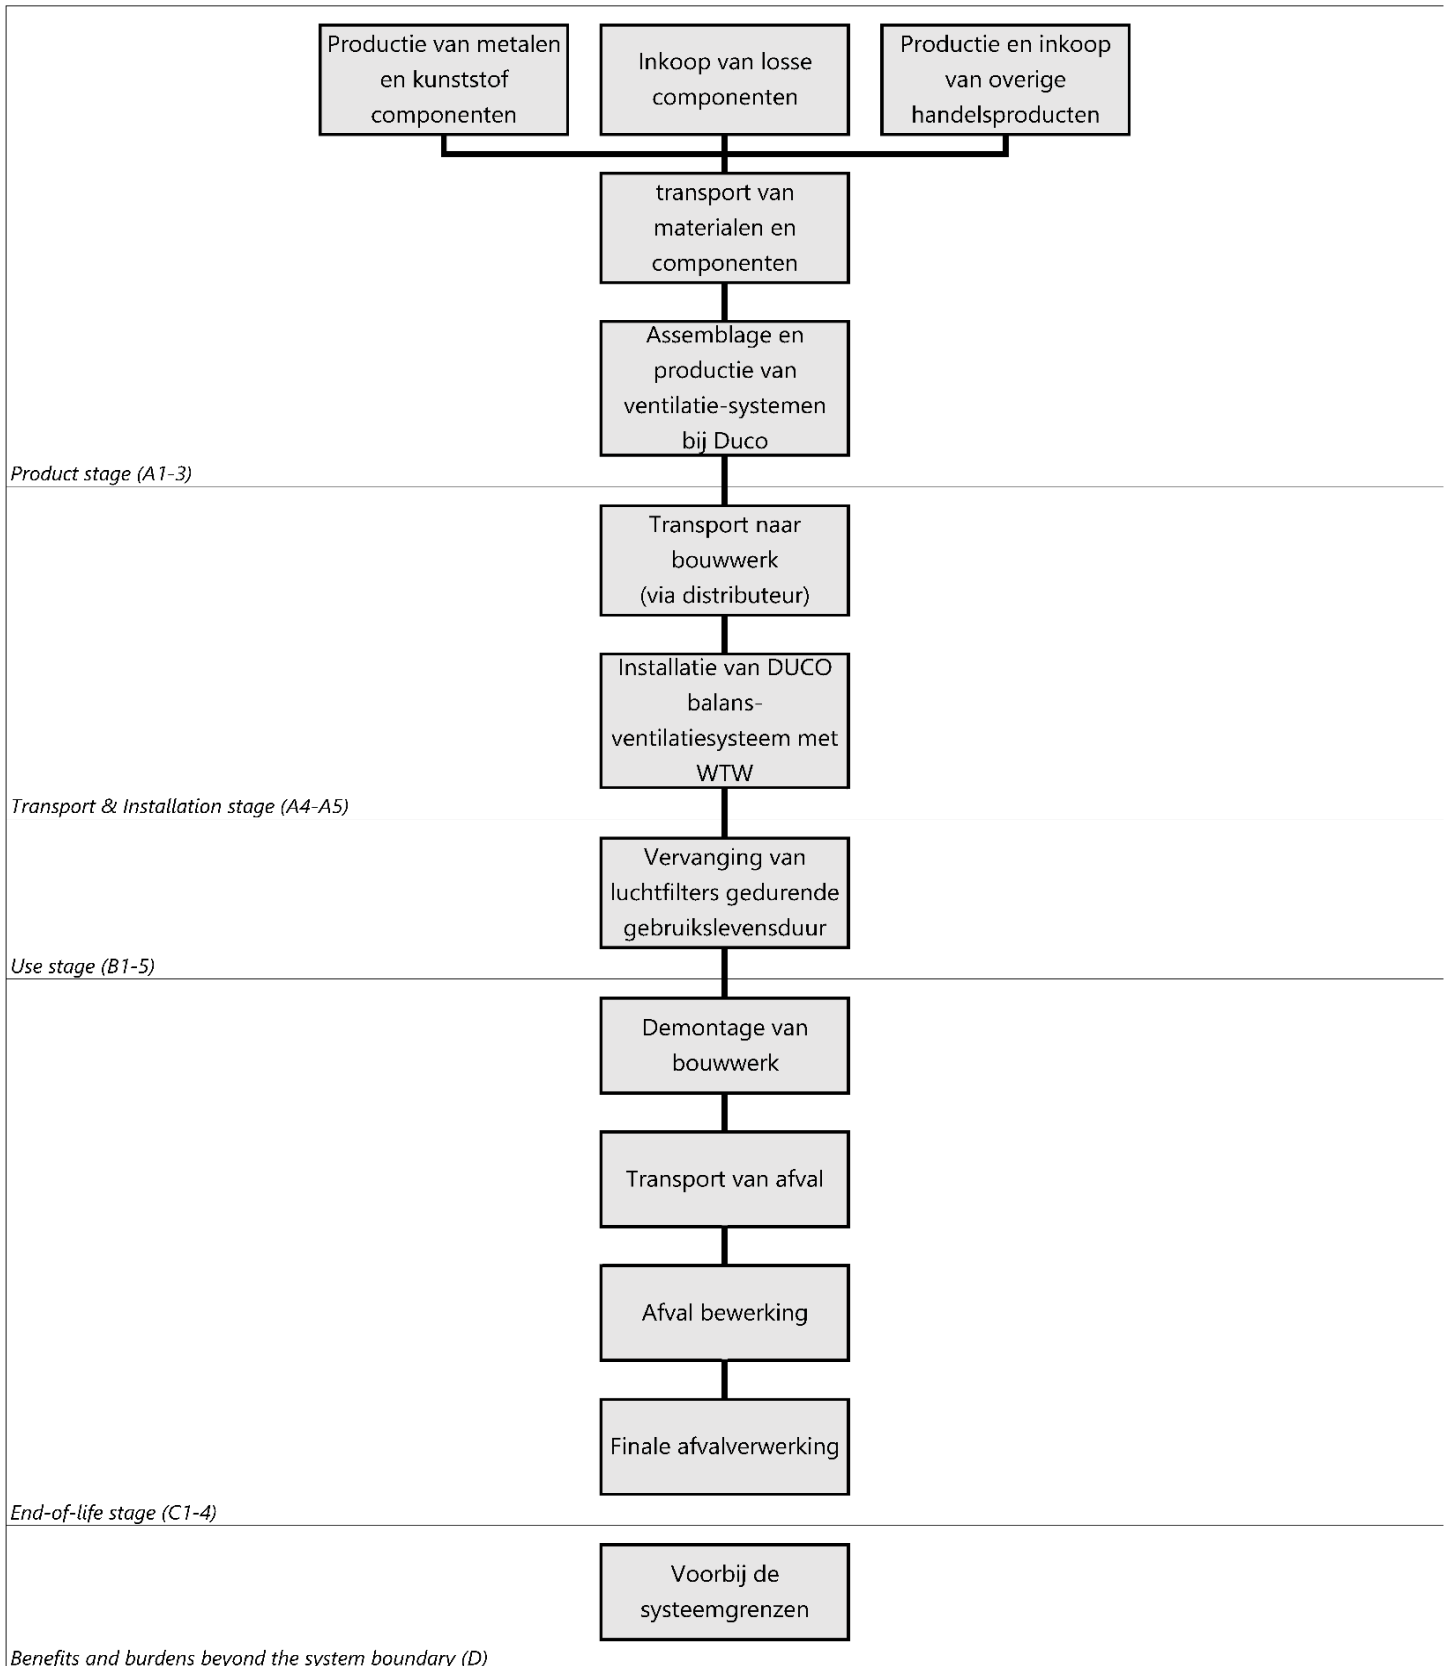 Productie van metalen
en kunststof
componenten
Inkoop van losse
componenten
Productie en inkoop
van overige
handelsproducten
transport van
materialen en
componenten
Assemblage en
productie van
ventilatie-systemen
bij Duco
Product stage (A1-3)
Transport naar
bouwwerk
(via distributeur)
Installatie van DUCO
balans-
ventilatiesysteem met
WTW
Transport & Installation stage (A4-A5)
Vervanging van
luchtfilters gedurende
gebruikslevensduur
Use stage (B1-5)
Demontage van
bouwwerk
Transport van afval
Afval bewerking
Finale afvalverwerking
End-of-life stage (C1-4)
Voorbij de
systeemgrenzen
Benefits and burdens beyond the system boundary (D)